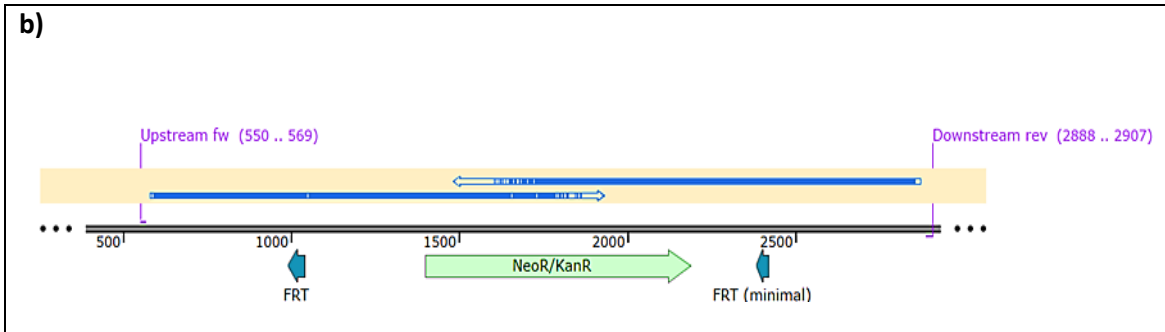 b)
Upstream fw (550 .. 569)
Downstream rev (2888 .. 2907)
500
1000
1500
2000
2500
NeoR/KanR
FRT
FRT (minimal)